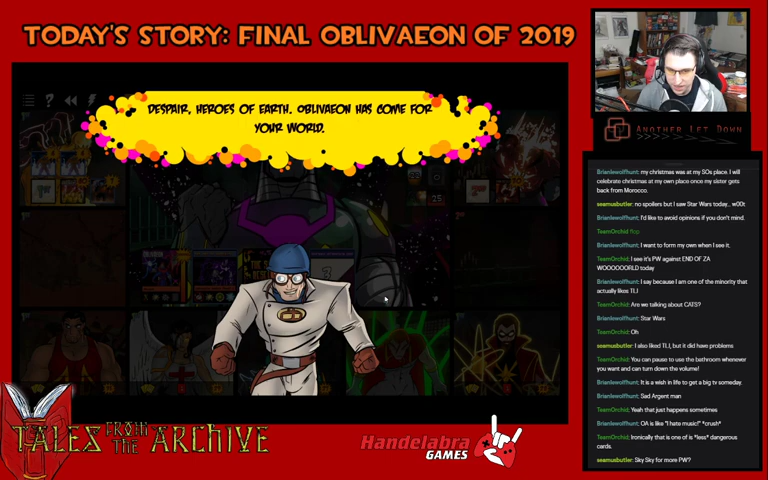 TODAY'S STORY: FINAL OBLIVAEON OF 2019
DESPAIR, HEROES OF EARTH. OBLIVAEON HAS COME FOR
YOUR WORLD.
25
TALES FROM THE ARCHIVE
Handelabra
GAMES
ANOTHER LET DOWN
Brianlewolfhunt: my christmas was at my SOs place. I will
celebrate christmas at my own place once my sister gets
back from Morocco.
seamusbutler: no spoilers but I saw Star Wars today.. w00t
Brianlewolfhunt: I'd like to avoid opinions if you don't mind.
TeamOrchid flop
Brianlewolfhunt: I want to form my own when I see it.
TeamOrchid: I see it's PW against END OF ZA
WOOOOOORLD today
Brianlewolfhunt: I say because I am one of the minority that
actually likes TLJ
TeamOrchid: Are we talking about CATS?
Brianlewolfhunt: Star Wars
TeamOrchid: Oh
seamusbutler: I also liked TLJ, but it did have problems
TeamOrchid: You can pause to use the bathroom whenever
you want and can turn down the volume!
Brianlewolfhunt: It is a wish in life to get a big tv someday.
Brianlewolfhunt: Sad Argent man
TeamOrchid: Yeah that just happens sometimes
Brianlewolfhunt: OA is like "I hate music!" *crush*
TeamOrchid: Ironically that is one of is *less* dangerous
cards.
seamusbutler: Sky Sky for more PW?